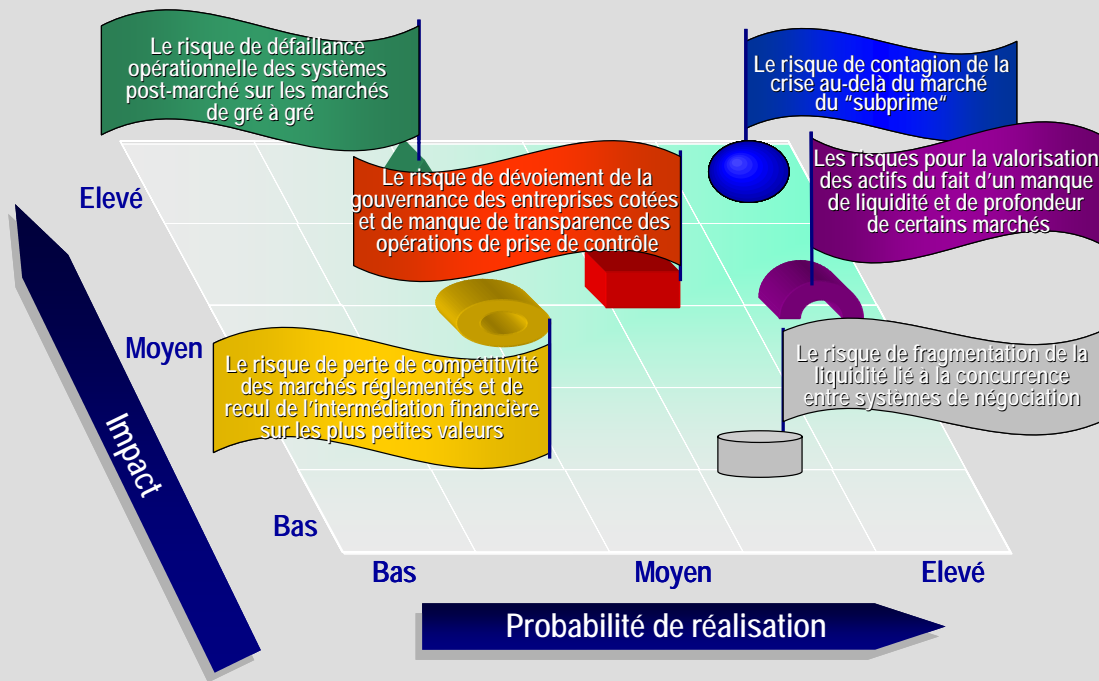 Le risque de défaillance
opérationnelle des systèmes
post-marché sur les marchés
de gré à gré
Le risque de contagion de la
crise au-delà du marché
du “subprime“
Le risque de dévoiement de la
gouvernance des entreprises cotées
et de manque de transparence des
opérations de prise de contrôle
Les risques pour la valorisation
des actifs du fait d’un manque
de liquidité et de profondeur
de certains marchés
Le risque de perte de compétitivité
des marchés réglementés et de
recul de l’intermédiation financière
sur les plus petites valeurs
Le risque de fragmentation de la
liquidité lié à la concurrence
entre systèmes de négociation
Elevé
Moyen
Bas
Impact
Bas
Moyen
Elevé
Probabilité de réalisation